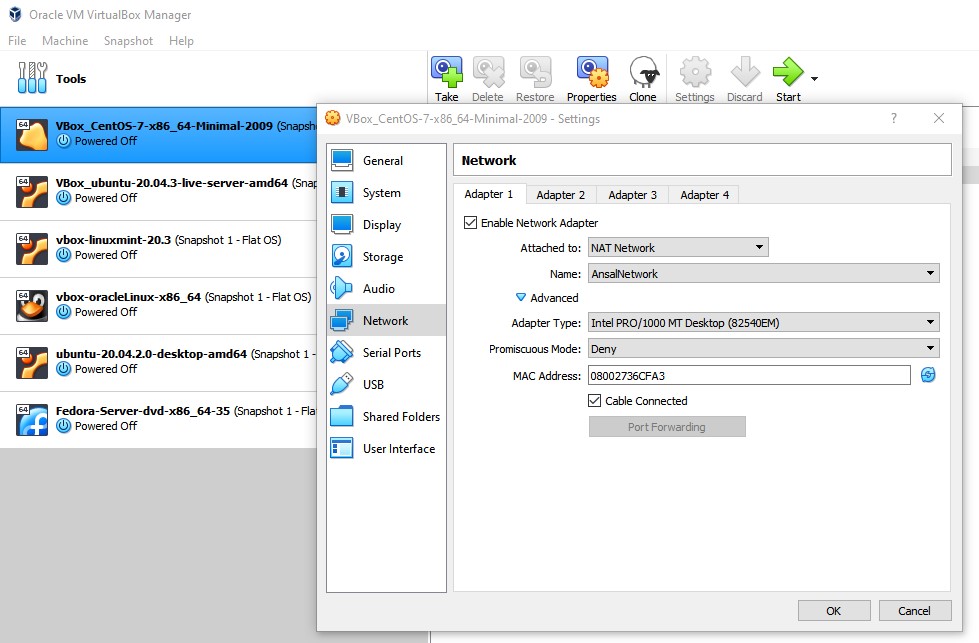 Oracle VM VirtualBox Manager
File Machine Snapshot Help
Tools
Take Delete Restore Properties Clone Settings Discard Start
64 VBox_CentOS-7-x86_64-Minimal-2009 (Snapsh
Powered Off
64 VBox_ubuntu-20.04.3-live-server-amd64 (Snap
Powered Off
64 vbox-linuxmint-20.3 (Snapshot 1 - Flat OS)
Powered Off
64 vbox-oracleLinux-x86_64 (Snapshot 1 - Flat OS)
Powered Off
64 ubuntu-20.04.2.0-desktop-amd64 (Snapshot 1 -
Powered Off
64 Fedora-Server-dvd-x86_64-35 (Snapshot 1 - Fla
Powered Off
VBox_CentOS-7-x86_64-Minimal-2009 - Settings
General
System
Display
Storage
Audio
Network
Serial Ports
USB
Shared Folders
User Interface
Network
Adapter 1 Adapter 2 Adapter 3 Adapter 4
Enable Network Adapter
Attached to: NAT Network
Name: AnsalNetwork
Advanced
Adapter Type: Intel PRO/1000 MT Desktop (82540EM)
Promiscuous Mode: Deny
MAC Address: 08002736CFA3
Cable Connected
Port Forwarding
OK Cancel